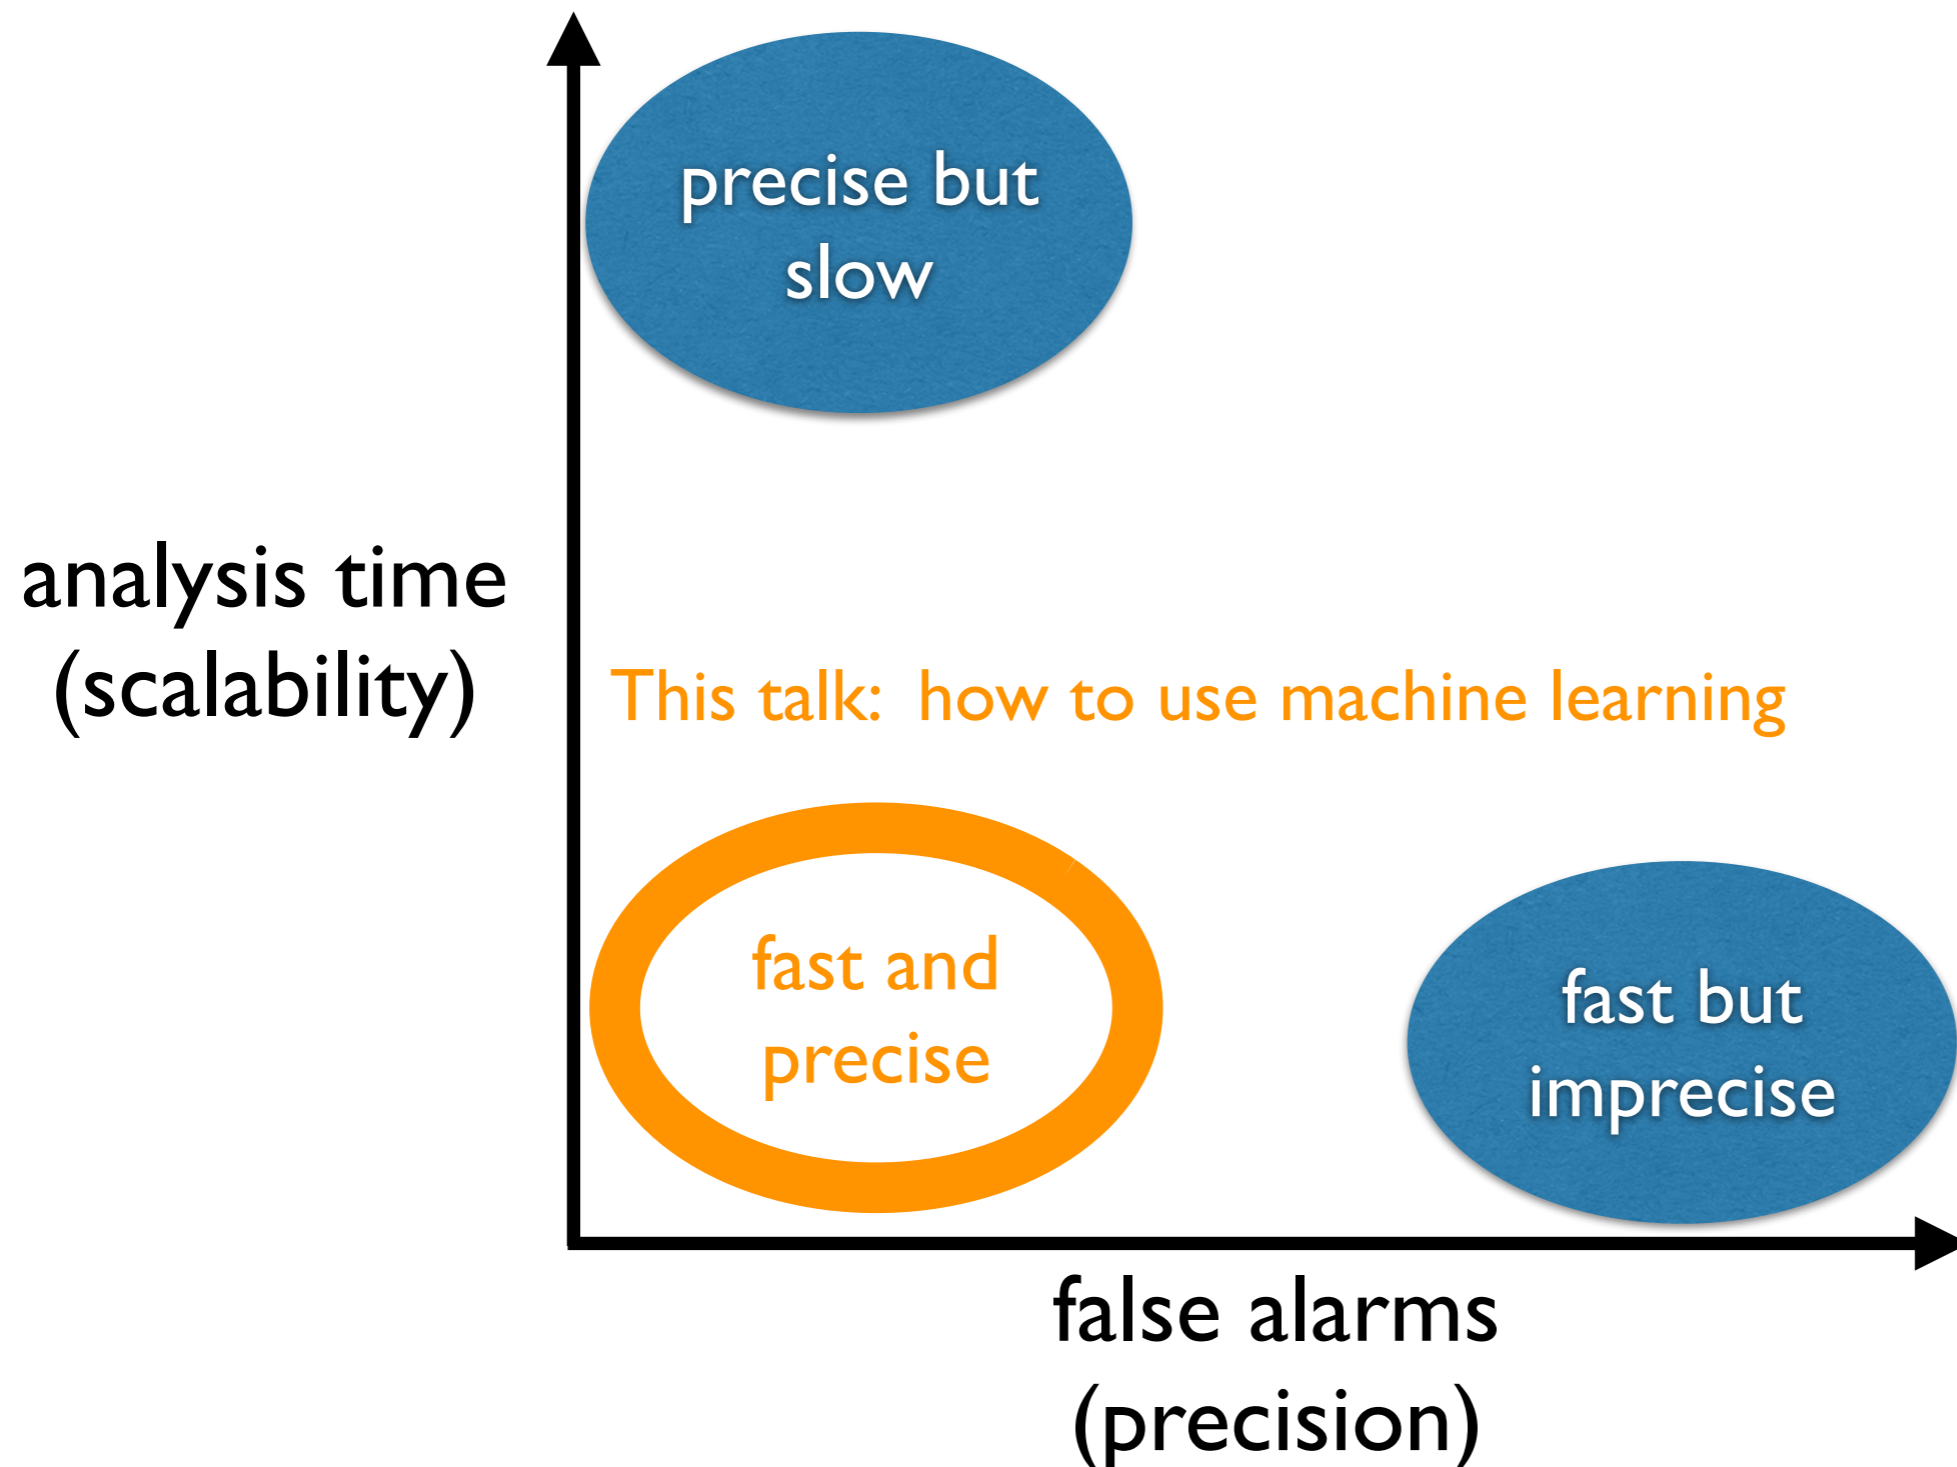 precise but
slow
analysis time
(scalability)
This talk: how to use machine learning
fast and
precise
fast but
imprecise
false alarms
(precision)